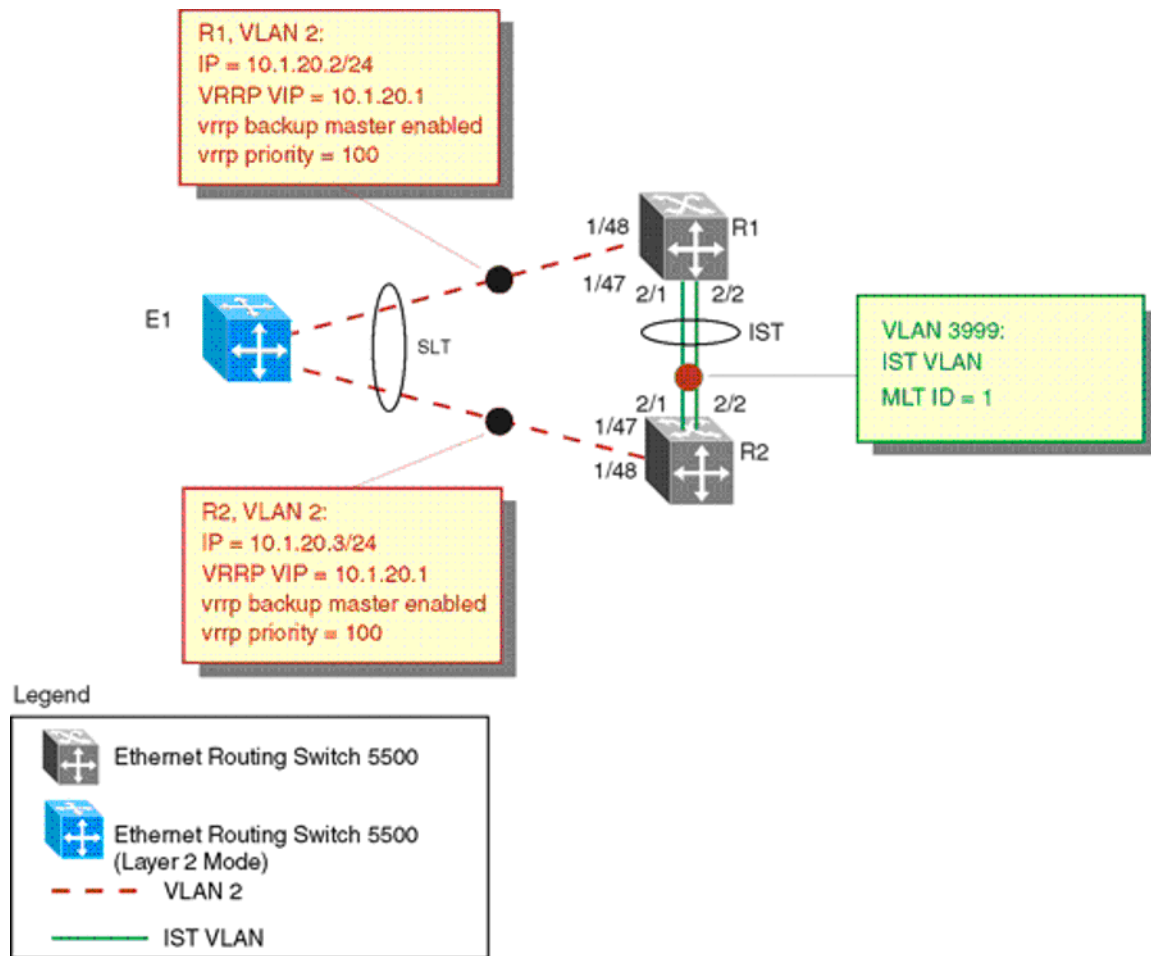 R1, VLAN 2:
IP = 10.1.20.2/24
VRRP VIP = 10.1.20.1
vrrp backup master enabled
vrrp priority = 100
1/48
R1
1/47
2/1
2/2
E1
SLT
IST
VLAN 3999:
IST VLAN
MLT ID = 1
2/1
2/2
1/47
R2
1/48
R2, VLAN 2:
IP = 10.1.20.3/24
VRRP VIP = 10.1.20.1
vrrp backup master enabled
vrrp priority = 100
Legend
Ethernet Routing Switch 5500
Ethernet Routing Switch 5500
(Layer 2 Mode)
VLAN 2
IST VLAN